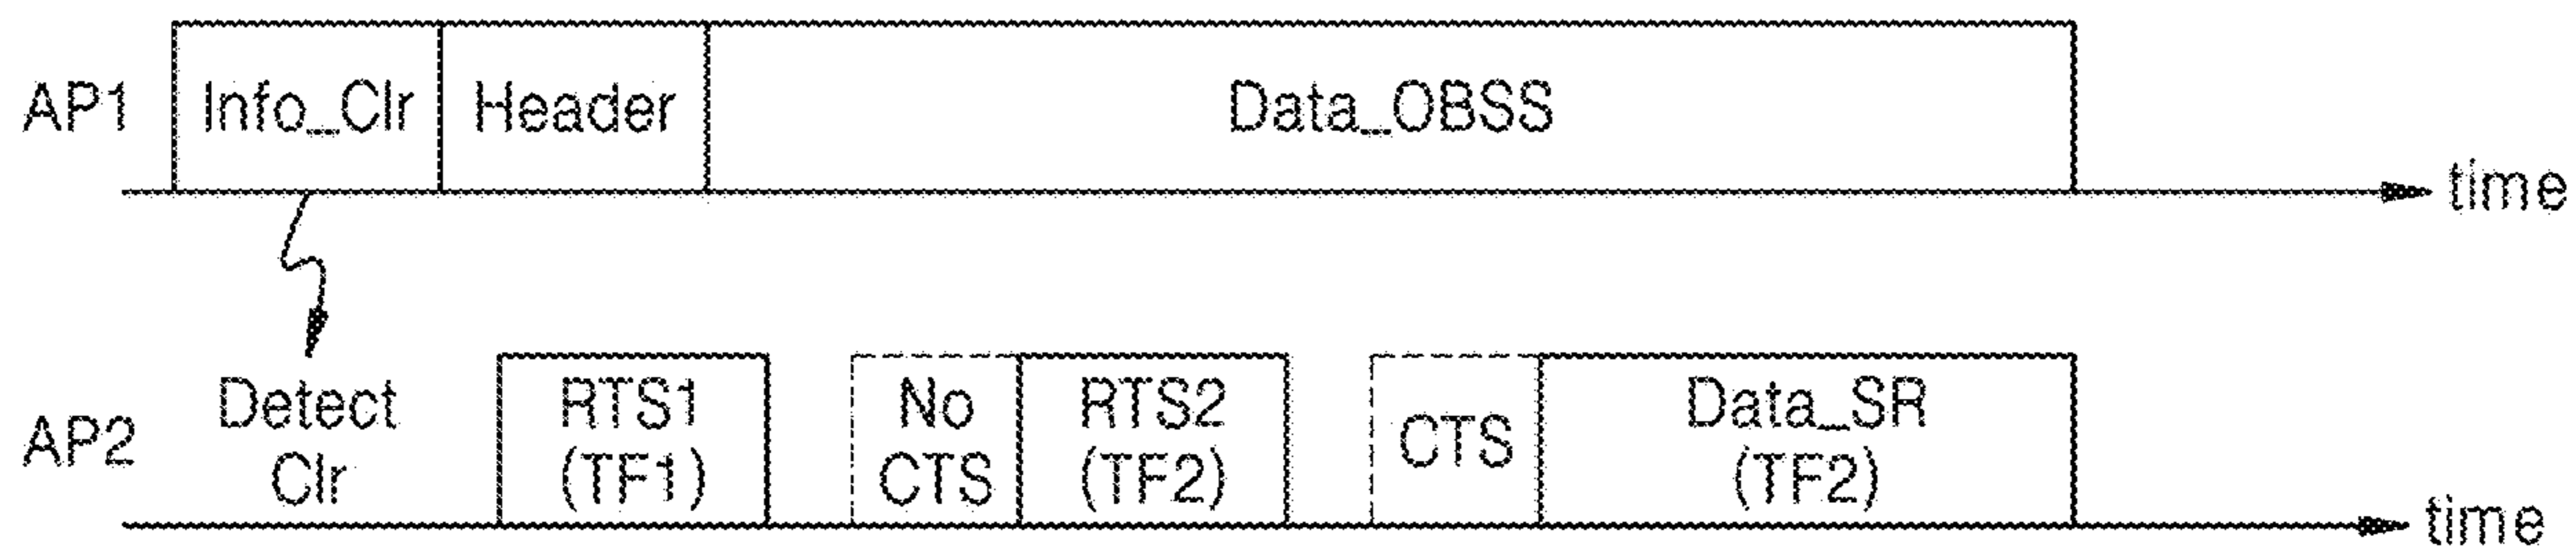 AP1 Info_Clr Header Data_OBSS
time
Detect RTS1 No RTS2 CTS Data_SR
AP2 Clr (TF1) CTS (TF2) (TF2)
time